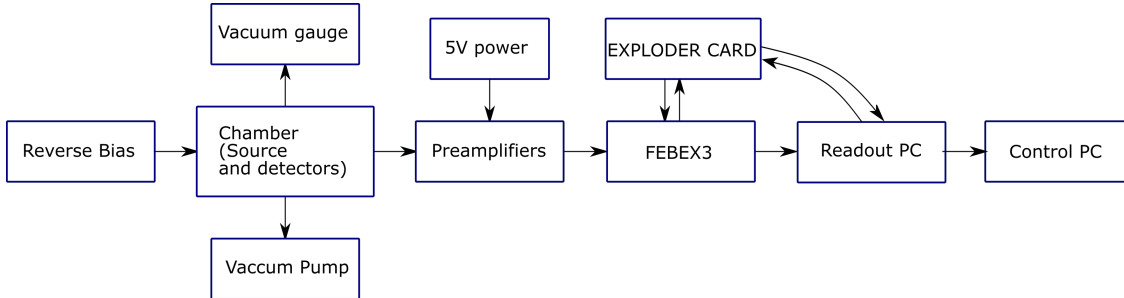 Vacuum gauge
5V power
EXPLODER CARD
Reverse Bias
Chamber
(Source
and detectors)
Preamplifiers
FEBEX3
Readout PC
Control PC
Vaccum Pump